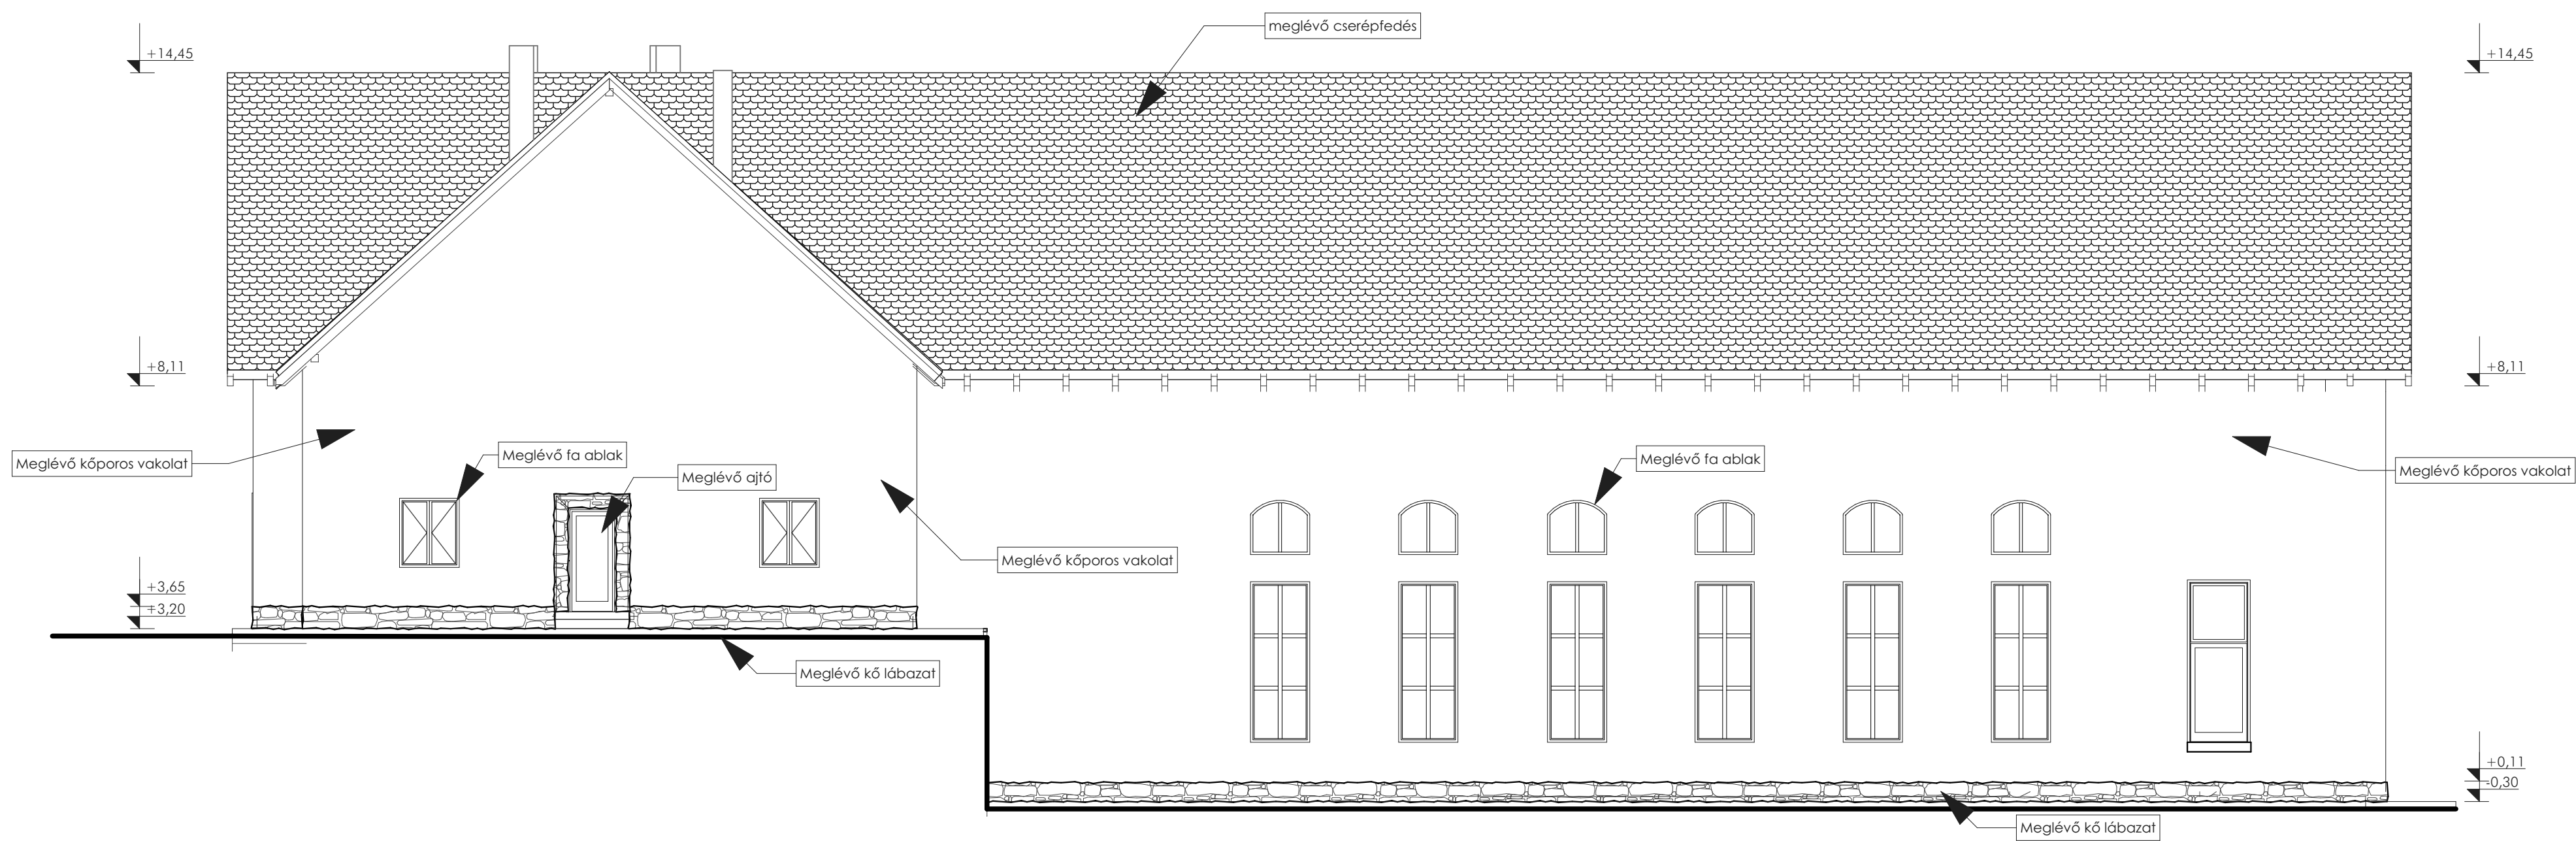 meglévő cserépfedés
+14,45
+14,45
+8,11
+8,11
Meglévő kőporos vakolat
Meglévő fa ablak
Meglévő ajtó
Meglévő fa ablak
Meglévő kőporos vakolat
Meglévő kőporos vakolat
+3,65
+3,20
Meglévő kő lábazat
+0,11
-0,30
Meglévő kő lábazat